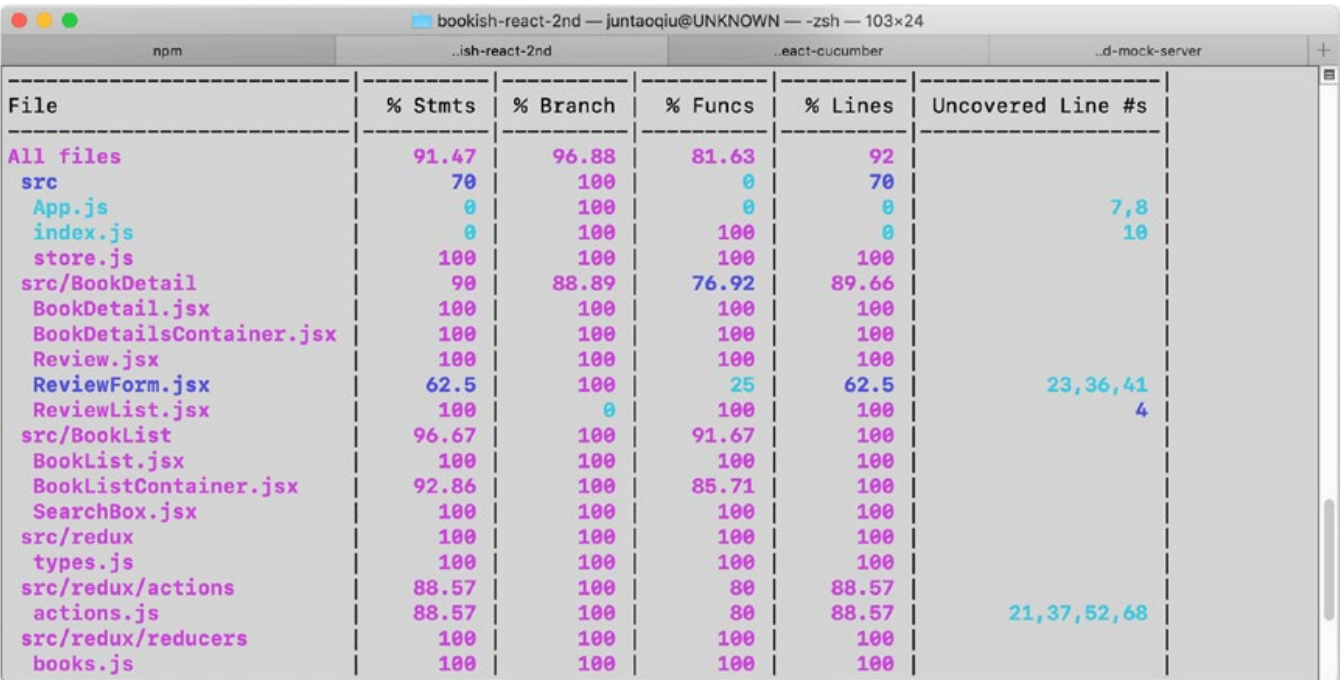 bookish-react-2nd — juntaoqiu@UNKNOWN — -zsh — 103×24
npm ..ish-react-2nd ..eact-cucumber ..d-mock-server +
---------------------------|----------|----------|----------|----------|-------------------|
File | % Stmts | % Branch | % Funcs | % Lines | Uncovered Line #s |
---------------------------|----------|----------|----------|----------|-------------------|
All files | 91.47 | 96.88 | 81.63 | 92 | |
src | 70 | 100 | 0 | 70 | |
App.js | 0 | 100 | 0 | 0 | 7,8 |
index.js | 0 | 100 | 100 | 0 | 10 |
store.js | 100 | 100 | 100 | 100 | |
src/BookDetail | 90 | 88.89 | 76.92 | 89.66 | |
BookDetail.jsx | 100 | 100 | 100 | 100 | |
BookDetailsContainer.jsx | 100 | 100 | 100 | 100 | |
Review.jsx | 100 | 100 | 100 | 100 | |
ReviewForm.jsx | 62.5 | 100 | 25 | 62.5 | 23,36,41 |
ReviewList.jsx | 100 | 0 | 100 | 100 | 4 |
src/BookList | 96.67 | 100 | 91.67 | 100 | |
BookList.jsx | 100 | 100 | 100 | 100 | |
BookListContainer.jsx | 92.86 | 100 | 85.71 | 100 | |
SearchBox.jsx | 100 | 100 | 100 | 100 | |
src/redux | 100 | 100 | 100 | 100 | |
types.js | 100 | 100 | 100 | 100 | |
src/redux/actions | 88.57 | 100 | 80 | 88.57 | |
actions.js | 88.57 | 100 | 80 | 88.57 | 21,37,52,68 |
src/redux/reducers | 100 | 100 | 100 | 100 | |
books.js | 100 | 100 | 100 | 100 | |